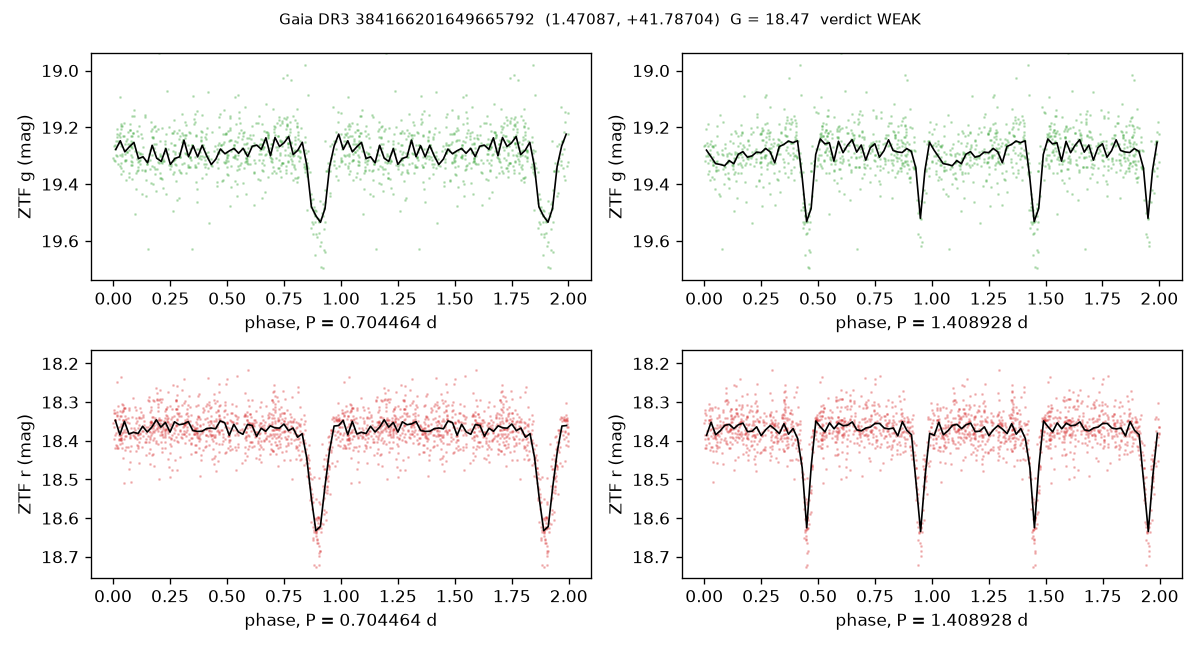 Gaia DR3 384166201649665792  (1.47087, +41.78704)  G = 18.47  verdict WEAK
ZTF g (mag)
19.0
19.2
19.4
19.6
0.00 0.25 0.50 0.75 1.00 1.25 1.50 1.75 2.00
phase, P = 0.704464 d
ZTF g (mag)
19.0
19.2
19.4
19.6
0.00 0.25 0.50 0.75 1.00 1.25 1.50 1.75 2.00
phase, P = 1.408928 d
ZTF r (mag)
18.2
18.3
18.4
18.5
18.6
18.7
0.00 0.25 0.50 0.75 1.00 1.25 1.50 1.75 2.00
phase, P = 0.704464 d
ZTF r (mag)
18.2
18.3
18.4
18.5
18.6
18.7
0.00 0.25 0.50 0.75 1.00 1.25 1.50 1.75 2.00
phase, P = 1.408928 d